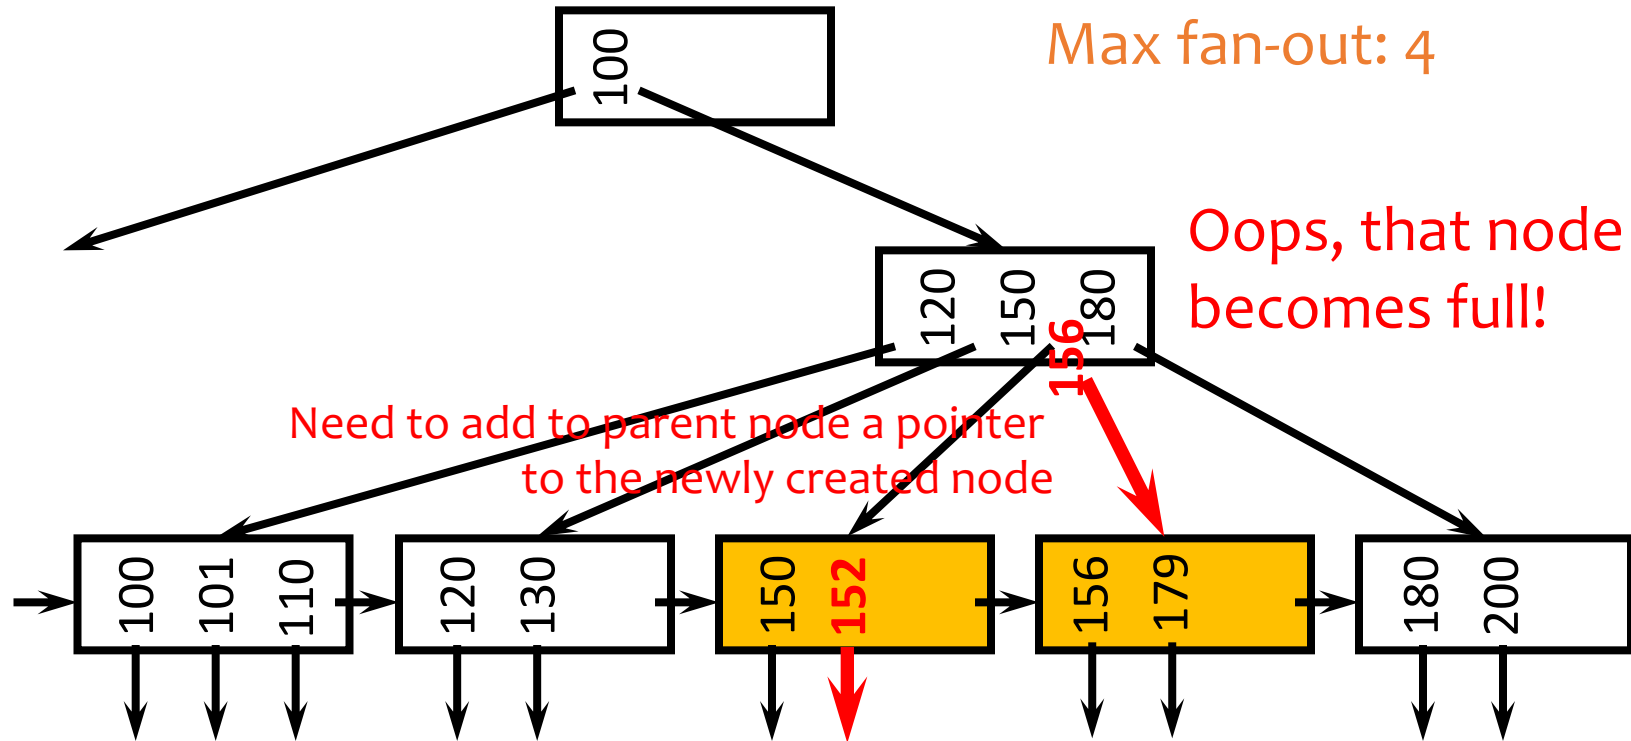 100
Max fan-out: 4
Oops, that node
becomes full!
120 150 156 180
Need to add to parent node a pointer
to the newly created node
100 101 110
120 130
150 152
156 179
180 200